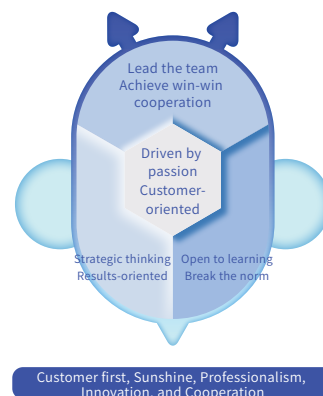 Lead the team
Achieve win-win
cooperation
Driven by
passion
Customer-
oriented
Strategic thinking
Results-oriented
Open to learning
Break the norm
Customer first, Sunshine, Professionalism,
Innovation, and Cooperation